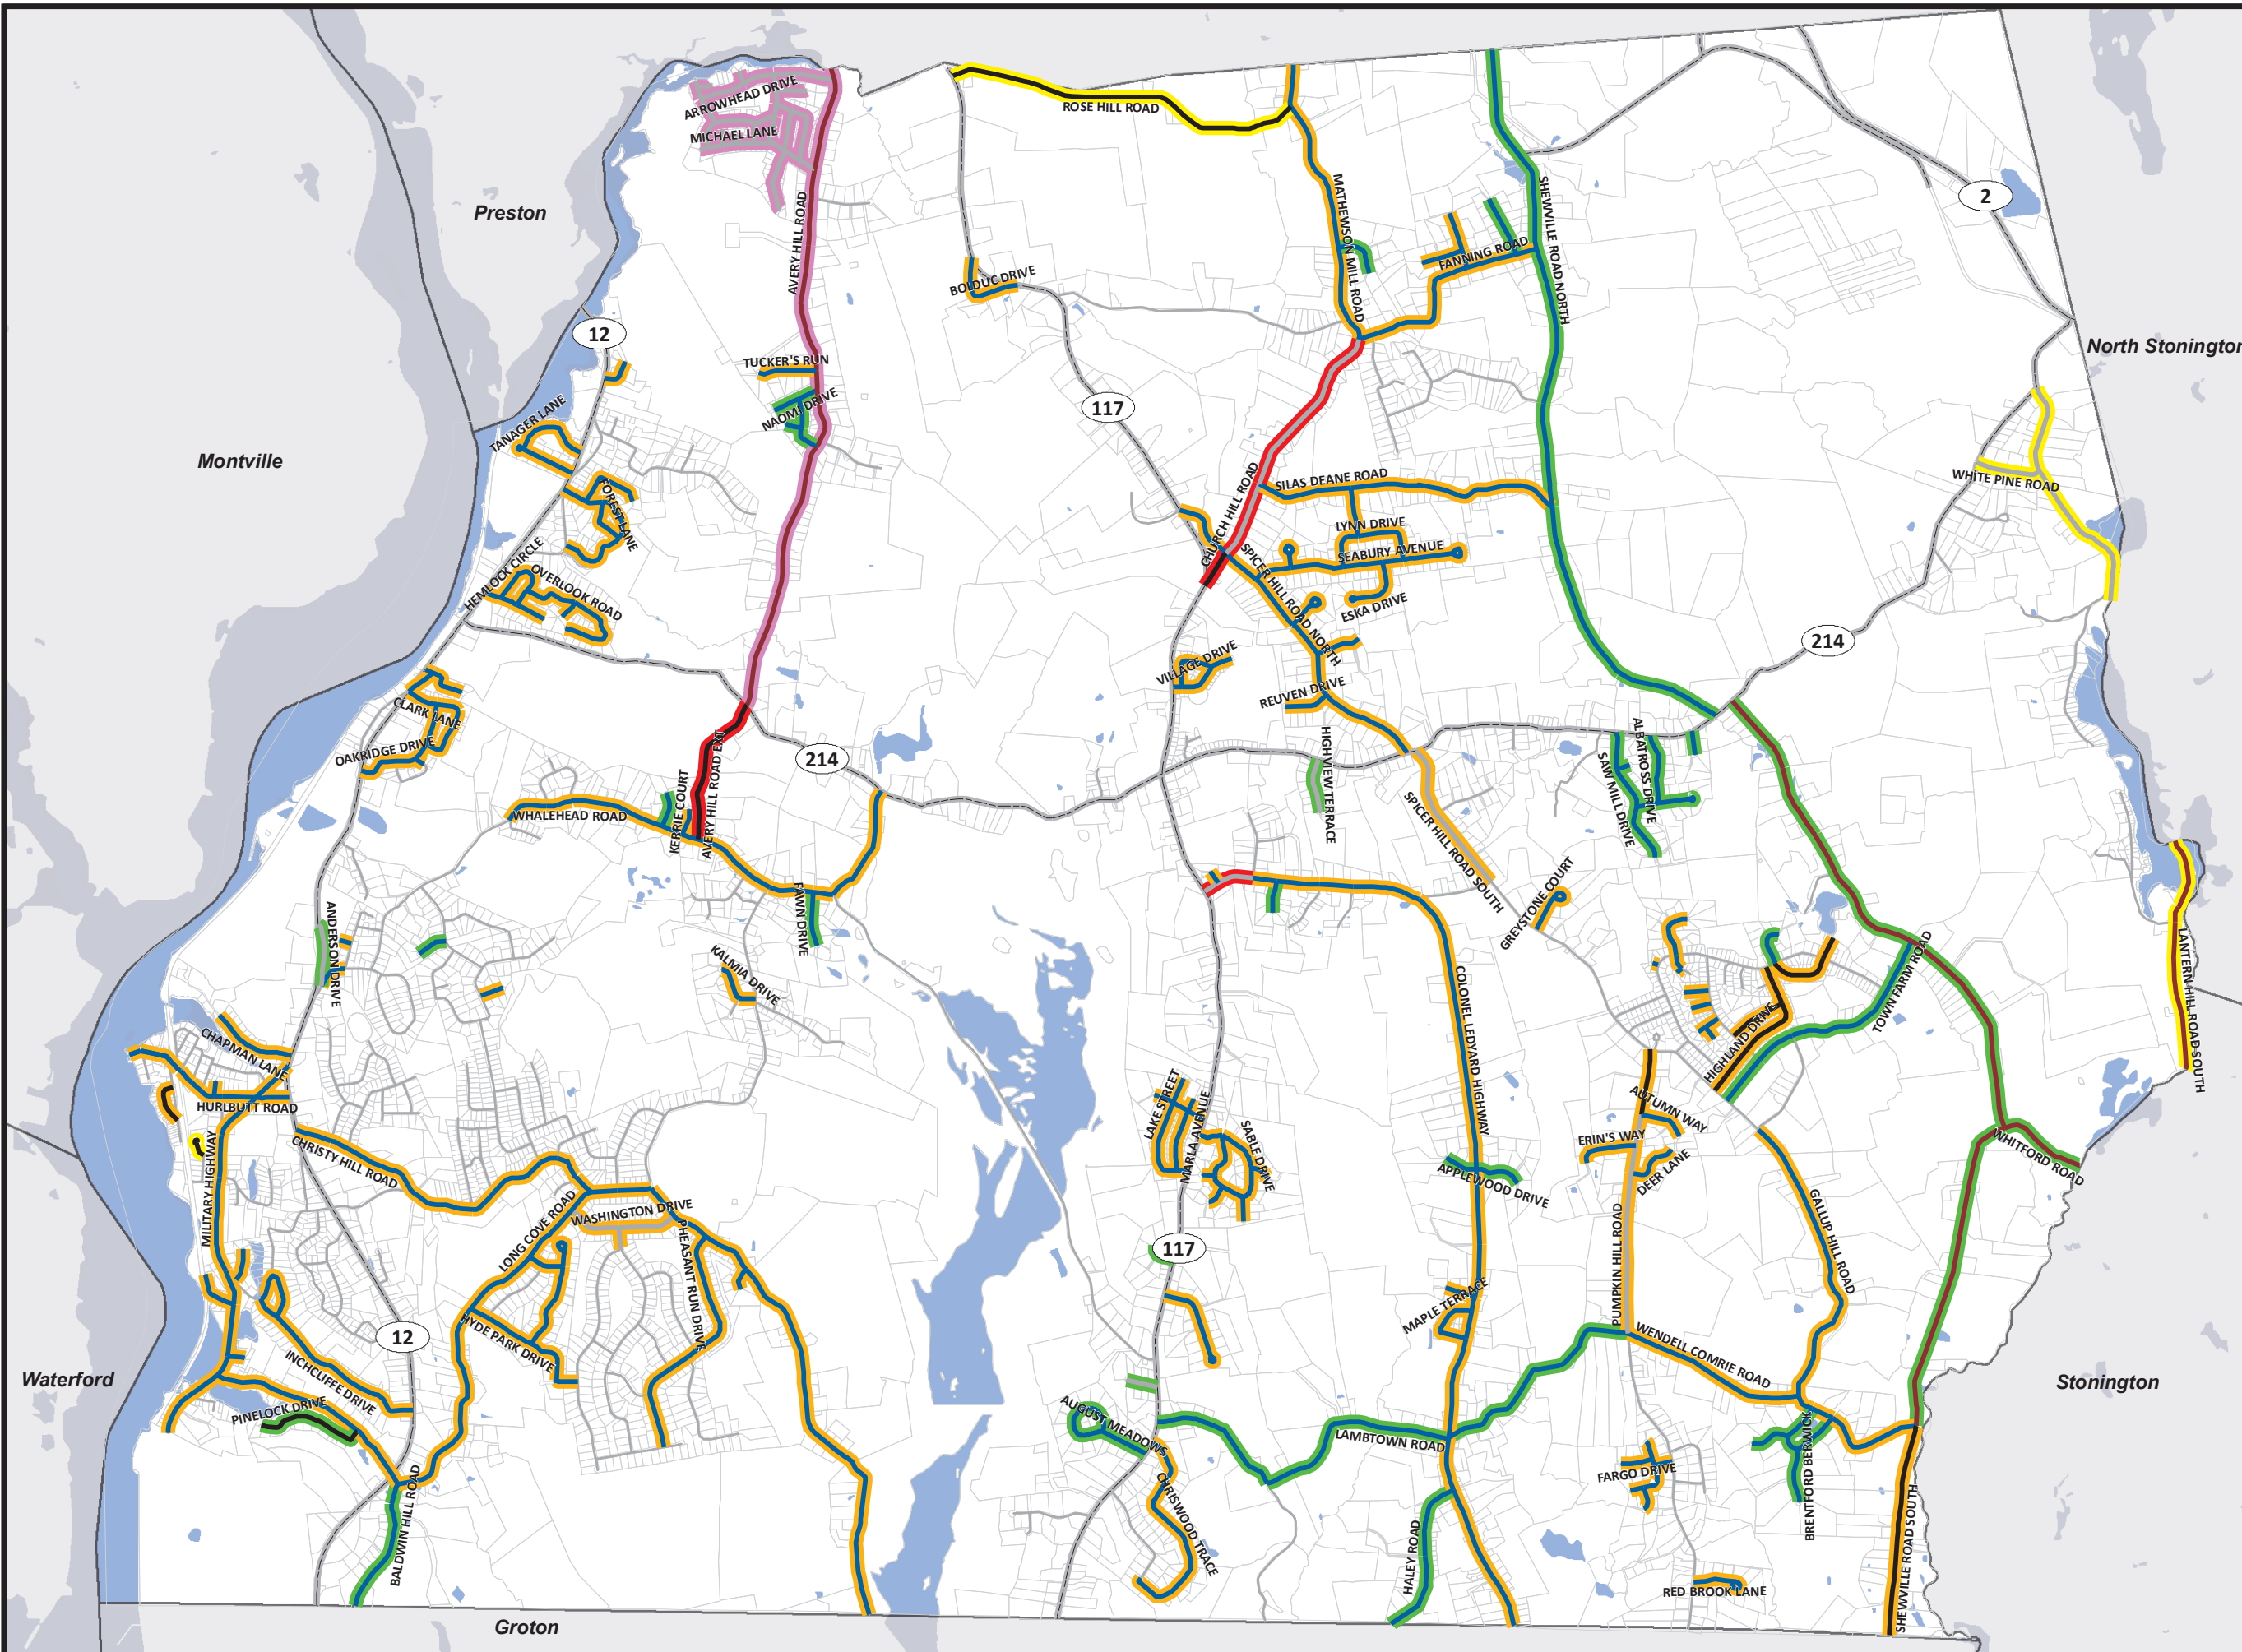 ARROWHEAD DRIVE
MICHAEL LANE
ROSE HILL ROAD
Preston
AVERY HILL ROAD
MATHEWSON MILL ROAD
SHEWVILLE ROAD NORTH
2
FANNING ROAD
BOLDUC DRIVE
12
North Stonington
TUCKER'S RUN
NAOMI DRIVE
117
TANAGER LANE
Montville
FOREST LANE
CHURCH HILL ROAD
SILAS DEANE ROAD
WHITE PINE ROAD
LYNN DRIVE
SEABURY AVENUE
HEMLOCK CIRCLE
OVERLOOK ROAD
SPICER HILL ROAD NORTH
ESKA DRIVE
214
VILLAGE DRIVE
REUVEN DRIVE
CLARK LANE
OAKRIDGE DRIVE
214
HIGHVIEW TERRACE
ALBATROSS DRIVE
SAW MILL DRIVE
WHALEHEAD ROAD
KERRIE COURT
AVERY HILL ROAD EXT
SPICER HILL ROAD SOUTH
GREYSTONE COURT
FAWN DRIVE
ANDERSON DRIVE
KALMIA DRIVE
COLONEL LEDYARD HIGHWAY
TOWN FARM ROAD
LANTERN HILL ROAD SOUTH
HIGHLAND DRIVE
CHAPMAN LANE
HURLBUTT ROAD
LAKE STREET
MARLA AVENUE
SABLE DRIVE
AUTUMN WAY
ERIN'S WAY
DEER LANE
WHITFORD ROAD
CHRISTY HILL ROAD
MILITARY HIGHWAY
APPLEWOOD DRIVE
LONG COVE ROAD
WASHINGTON DRIVE
PHEASANT RUN DRIVE
117
PUMPKIN HILL ROAD
GALLUP HILL ROAD
MAPLE TERRACE
12
HYDE PARK DRIVE
WENDELL COMRIE ROAD
Waterford
INCHCLIFFE DRIVE
Stonington
PINELOCK DRIVE
AUGUST MEADOWS
LAMBTOWN ROAD
BRENTFORD BERWICK
FARGO DRIVE
CHRISWOOD TRACE
BALDWIN HILL ROAD
HALEY ROAD
SHEWVILLE ROAD SOUTH
RED BROOK LANE
Groton